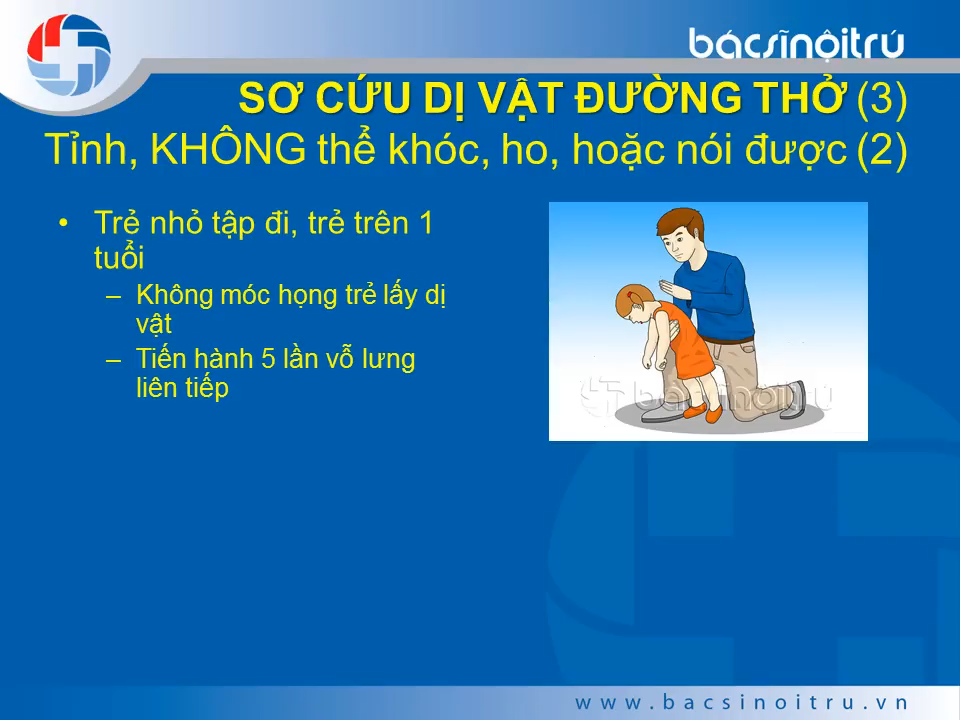 bácsĩnộitrú
SƠ CỨU DỊ VẬT ĐƯỜNG THỞ (3)
Tỉnh, KHÔNG thể khóc, ho, hoặc nói được (2)
• Trẻ nhỏ tập đi, trẻ trên 1
tuổi
– Không móc họng trẻ lấy dị
vật
– Tiến hành 5 lần vỗ lưng
liên tiếp
bácsĩnộitrú
www.bacsinoitru.vn